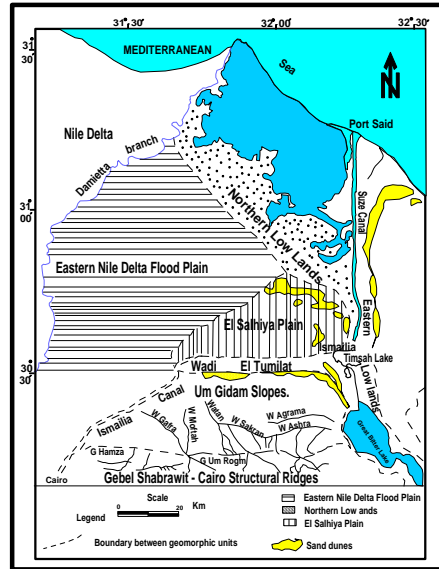 31,30
32,00
32,30
31
30
MEDITERRANEAN
Sea
N
Port Said
Nile Delta
Damietta branch
31
00
Northern Low Lands
Suze Canal
Eastern Nile Delta Flood Plain
Eastern
Low lands
El Salhiya Plain
Ismailia
Timsah Lake
30
30
Wadi El Tumilat
Um Gidam Slopes.
Ismailia Canal
W Gafra
W Moftah
Watan
W Sakran
W Agrama
W Ashra
Great Bitter Lake
G Hamza
G Um Rogm
Cairo
Gebel Shabrawit - Cairo Structural Ridges
Scale
0 20 Km
Legend
Boundary between geomorphic units
Eastern Nile Delta Flood Plain
Northern Low ands
El Salhiya Plain
Sand dunes